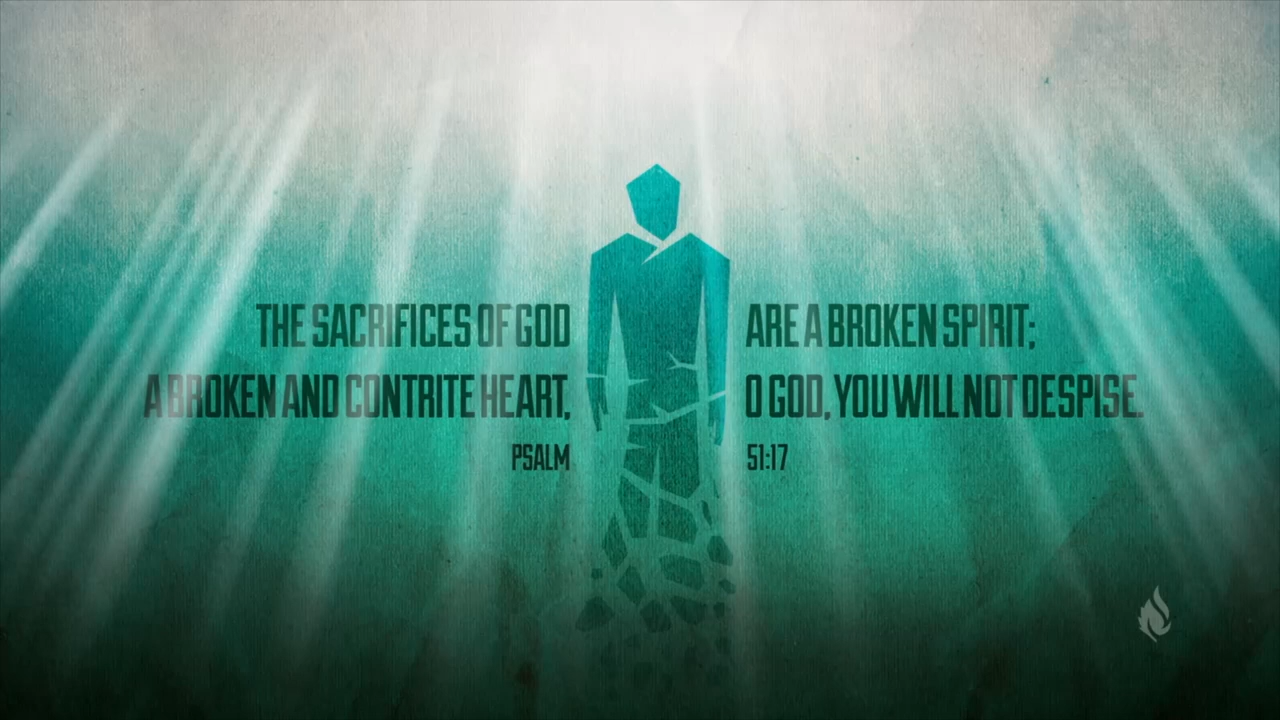 THE SACRIFICES OF GOD ARE A BROKEN SPIRIT;
A BROKEN AND CONTRITE HEART, O GOD, YOU WILL NOT DESPISE.
PSALM 51:17